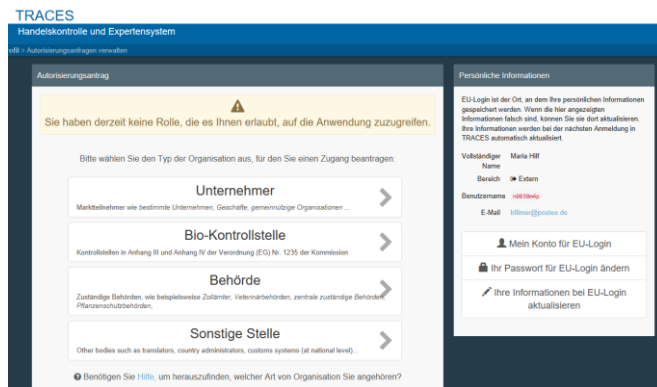 TRACES
Handelskontrolle und Expertensystem
ofil > Autorisierungsanfragen verwalten
Autorisierungsantrag
Sie haben derzeit keine Rolle, die es Ihnen erlaubt, auf die Anwendung zuzugreifen.
Bitte wählen Sie den Typ der Organisation aus, für den Sie einen Zugang beantragen:
Unternehmer
Marktteilnehmer wie bestimmte Unternehmen, Geschäfte, gemeinnützige Organisationen ...
Bio-Kontrollstelle
Kontrollstellen in Anhang III und Anhang IV der Verordnung (EG) Nr. 1235 der Kommission
Behörde
Zuständige Behörden, wie beispielsweise Zollämter, Veterinärbehörden, zentrale zuständige Behörden,
Pflanzenschutzbehörden,
Sonstige Stelle
Other bodies such as translators, country administrators, customs systems (at national level)...
Benötigen Sie Hilfe, um herauszufinden, welcher Art von Organisation Sie angehören?
Persönliche Informationen
EU-Login ist der Ort, an dem Ihre persönlichen Informationen
gespeichert werden. Wenn die hier angezeigten
Informationen falsch sind, können Sie sie dort aktualisieren.
Ihre Informationen werden bei der nächsten Anmeldung in
TRACES automatisch aktualisiert.
Vollständiger Maria Hilf
Name
Bereich Extern
Benutzername
E-Mail
Mein Konto für EU-Login
Ihr Passwort für EU-Login ändern
Ihre Informationen bei EU-Login
aktualisieren